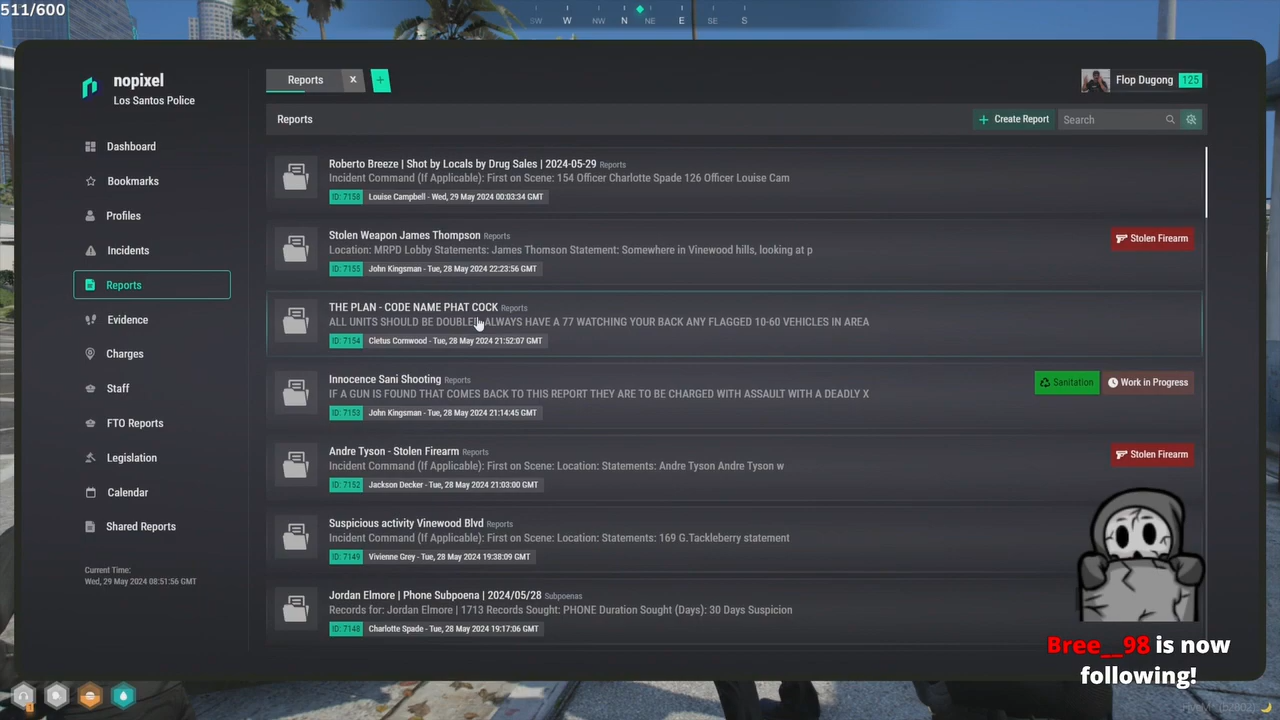 511/600
SW W NW N NE E SE S
nopixel
Los Santos Police
Reports x +
Flop Dugong 125
Reports
+ Create Report Search
Dashboard
Bookmarks
Profiles
Incidents
Reports
Evidence
Charges
Staff
FTO Reports
Legislation
Calendar
Shared Reports
Current Time:
Wed, 29 May 2024 08:51:56 GMT
Roberto Breeze | Shot by Locals by Drug Sales | 2024-05-29 Reports
Incident Command (If Applicable): First on Scene: 154 Officer Charlotte Spade 126 Officer Louise Cam
ID: 7158 Louise Campbell - Wed, 29 May 2024 00:03:34 GMT
Stolen Weapon James Thompson Reports
Location: MRPD Lobby Statements: James Thomson Statement: Somewhere in Vinewood hills, looking at p
ID: 7155 John Kingsman - Tue, 28 May 2024 22:23:56 GMT
Stolen Firearm
THE PLAN - CODE NAME PHAT COCK Reports
ALL UNITS SHOULD BE DOUBLED ALWAYS HAVE A 77 WATCHING YOUR BACK ANY FLAGGED 10-60 VEHICLES IN AREA
ID: 7154 Cletus Cornwood - Tue, 28 May 2024 21:52:07 GMT
Innocence Sani Shooting Reports
IF A GUN IS FOUND THAT COMES BACK TO THIS REPORT THEY ARE TO BE CHARGED WITH ASSAULT WITH A DEADLY X
ID: 7153 John Kingsman - Tue, 28 May 2024 21:14:45 GMT
Sanitation Work in Progress
Andre Tyson - Stolen Firearm Reports
Incident Command (If Applicable): First on Scene: Location: Statements: Andre Tyson Andre Tyson w
ID: 7152 Jackson Decker - Tue, 28 May 2024 21:03:00 GMT
Stolen Firearm
Suspicious activity Vinewood Blvd Reports
Incident Command (If Applicable): First on Scene: Location: Statements: 169 G.Tackleberry statement
ID: 7149 Vivienne Grey - Tue, 28 May 2024 19:38:09 GMT
Jordan Elmore | Phone Subpoena | 2024/05/28 Subpoenas
Records for: Jordan Elmore | 1713 Records Sought: PHONE Duration Sought (Days): 30 Days Suspicion
ID: 7148 Charlotte Spade - Tue, 28 May 2024 19:17:06 GMT
Bree__98 is now
following!